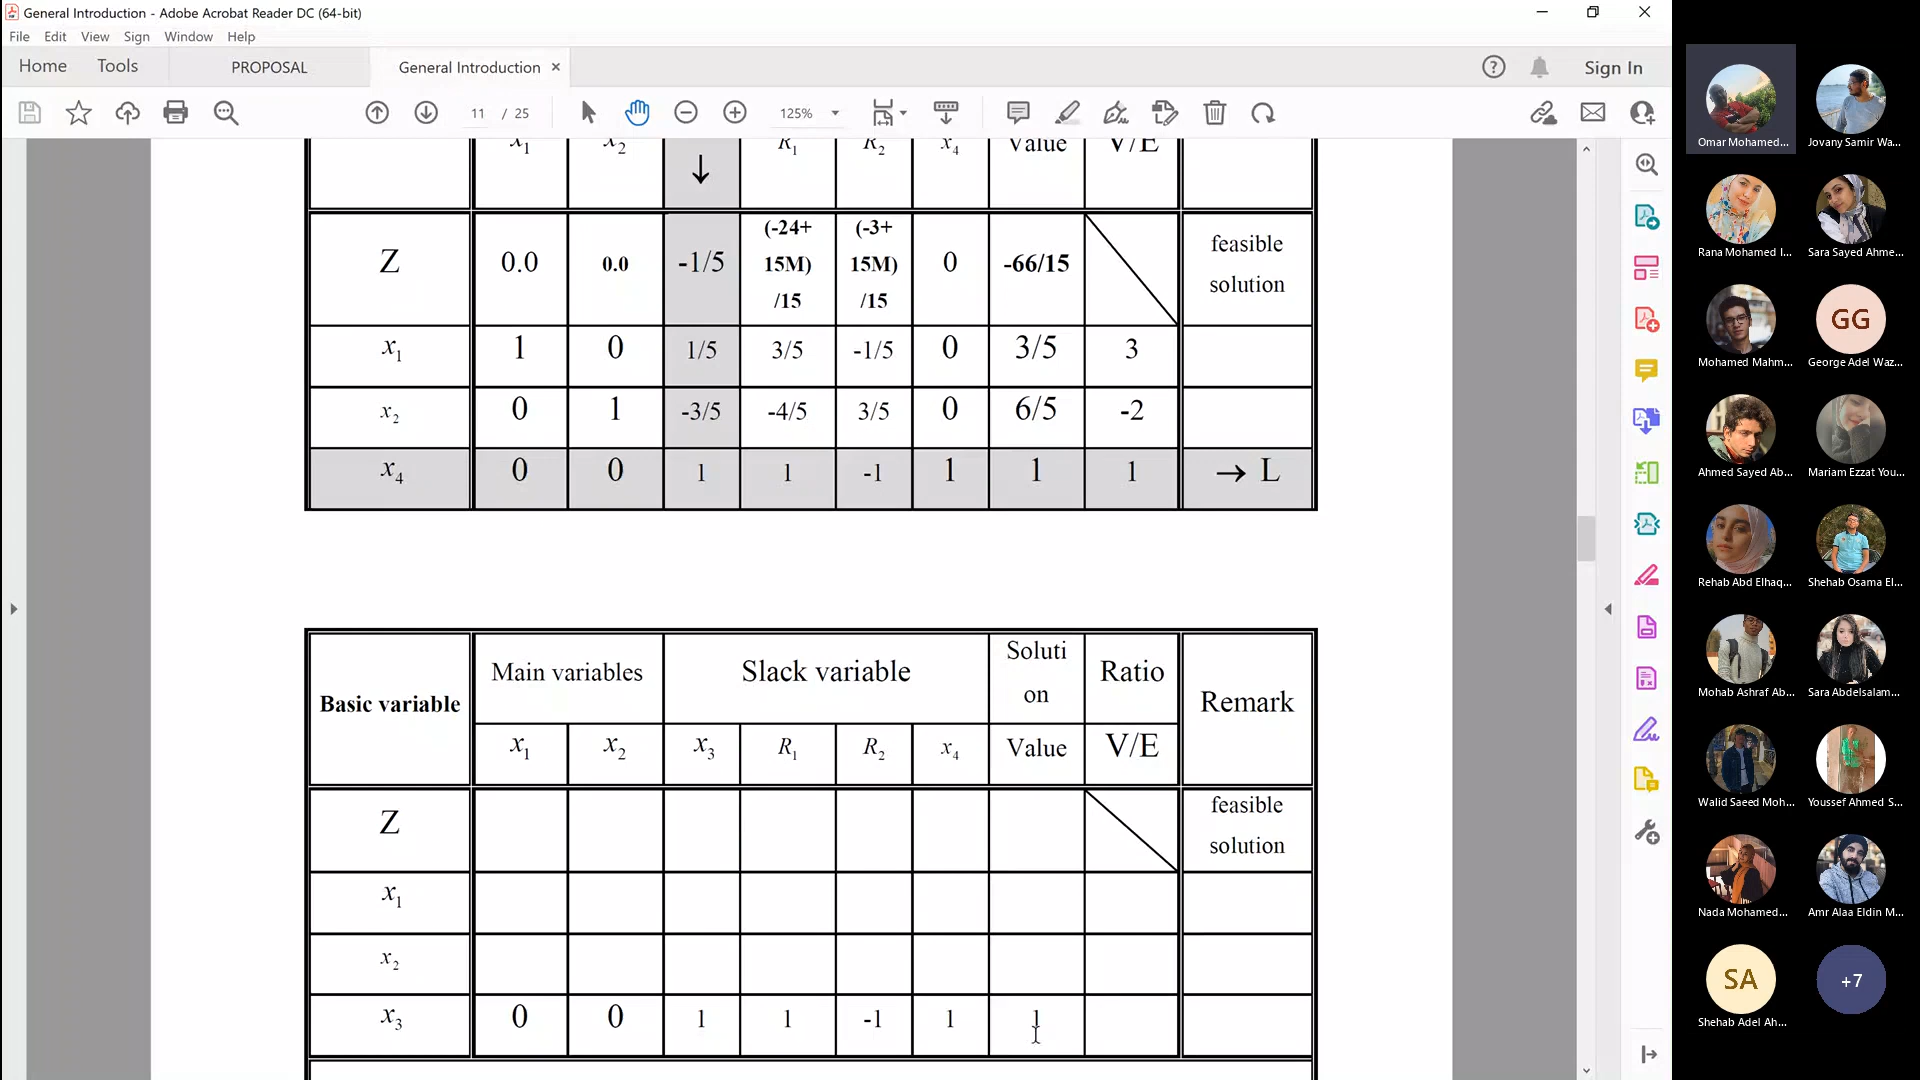 General Introduction - Adobe Acrobat Reader DC (64-bit)
File Edit View Sign Window Help
Home Tools PROPOSAL General Introduction × Sign In
11 / 25 125%
x1 x2 R1 R2 x4 Value V/E
↓
Z 0.0 0.0 -1/5 (-24+ 15M) /15 (-3+ 15M) /15 0 -66/15 feasible solution
x1 1 0 1/5 3/5 -1/5 0 3/5 3
x2 0 1 -3/5 -4/5 3/5 0 6/5 -2
x4 0 0 1 1 -1 1 1 1 → L
Basic variable Main variables Slack variable Soluti on Ratio Remark
x1 x2 x3 R1 R2 x4 Value V/E
Z feasible solution
x1
x2
x3 0 0 1 1 -1 1 1
Omar Mohamed...
Jovany Samir Wa...
Rana Mohamed I...
Sara Sayed Ahme...
Mohamed Mahm...
GG
George Adel Waz...
Ahmed Sayed Ab...
Mariam Ezzat You...
Rehab Abd Elhaq...
Shehab Osama El...
Mohab Ashraf Ab...
Sara Abdelsalam...
Walid Saeed Moh...
Youssef Ahmed S...
Nada Mohamed...
Amr Alaa Eldin M...
SA
Shehab Adel Ah...
+7